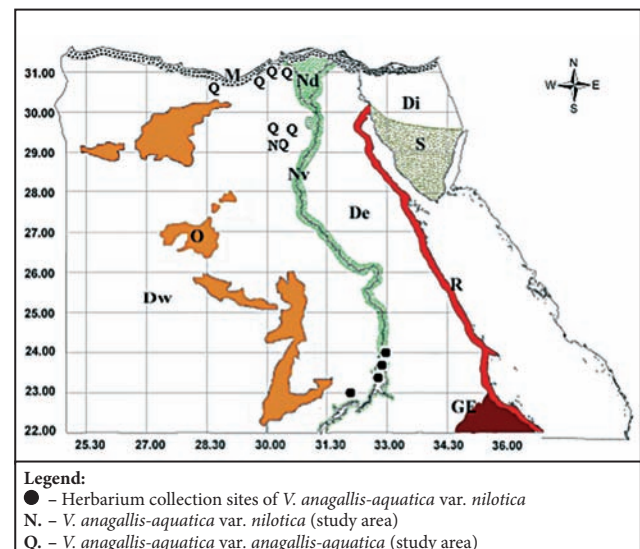 N
W E
S
31.00
30.00
29.00
28.00
27.00
26.00
25.00
24.00
23.00
22.00
M
Q Q Q Q
Nd
Di
Q Q
N Q
S
Nv
De
O
Dw
R
GE
25.30 27.00 28.30 30.00 31.30 33.00 34.30 36.00
Legend:
● – Herbarium collection sites of V. anagallis-aquatica var. nilotica
N. – V. anagallis-aquatica var. nilotica (study area)
Q. – V. anagallis-aquatica var. anagallis-aquatica (study area)